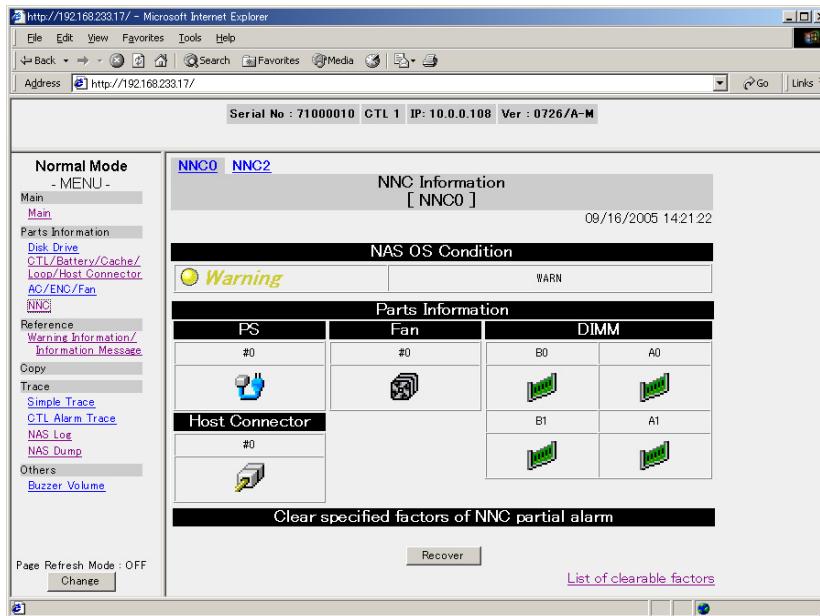 http://192.168.233.17/ - Microsoft Internet Explorer
File Edit View Favorites Tools Help
Back Search Favorites Media
Address http://192.168.233.17/ Go Links
Serial No : 71000010 CTL 1 IP: 10.0.0.108 Ver : 0726/A-M
Normal Mode
- MENU -
Main
Main
Parts Information
Disk Drive
CTL/Battery/Cache/
Loop/Host Connector
AC/ENC/Fan
NNC
Reference
Warning Information/
Information Message
Copy
Trace
Simple Trace
CTL Alarm Trace
NAS Log
NAS Dump
Others
Buzzer Volume
Page Refresh Mode : OFF
Change
NNC0 NNC2
NNC Information
[ NNC0 ]
09/16/2005 14:21:22
NAS OS Condition
Warning WARN
Parts Information
PS Fan DIMM
#0 #0 B0 A0
Host Connector B1 A1
#0
Clear specified factors of NNC partial alarm
Recover
List of clearable factors